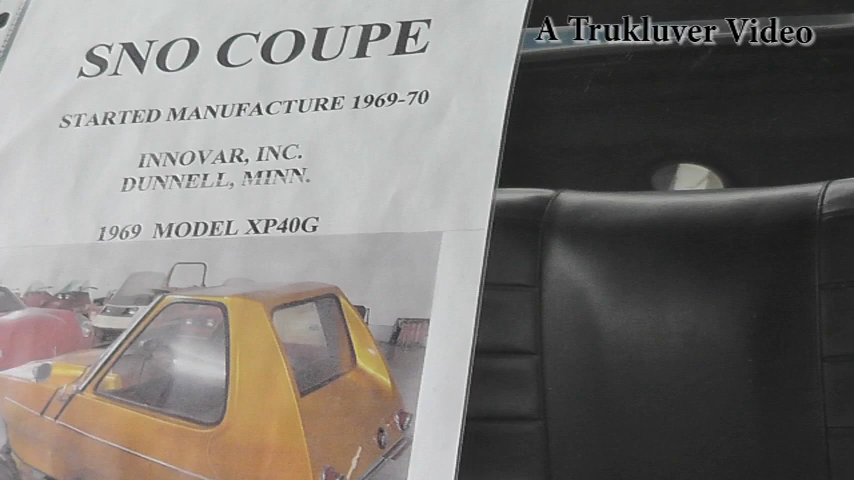 A Trukluver Video
SNO COUPE
STARTED MANUFACTURE 1969-70
INNOVAR, INC.
DUNNELL, MINN.
1969 MODEL XP40G